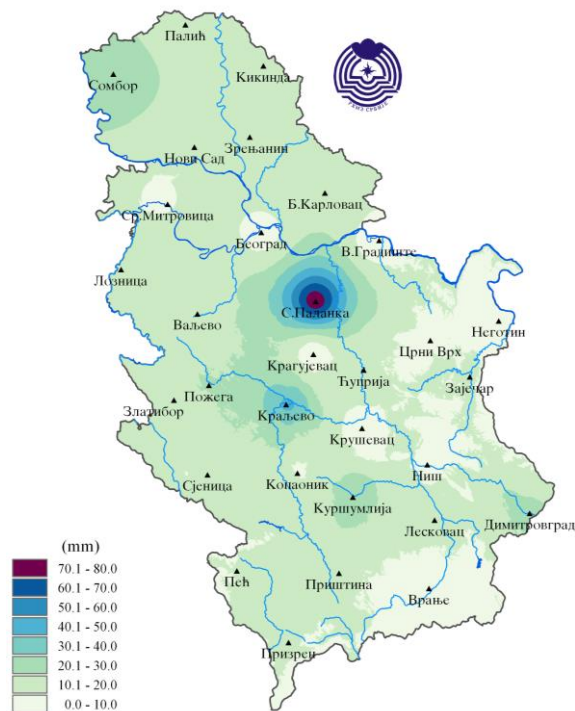 Палић
Кикинда
Сомбор
Зрењанин
Нови Сад
Б.Карловац
Ср.Митровица
Београд
В.Градиште
Лозница
С.Паланка
Ваљево
Неготин
Црни Врх
Крагујевац
Ћуприја
Зајечар
Пожега
Златибор
Краљево
Крушевац
Ниш
Сјеница
Копаоник
Куршумлија
Лесковац
Димитровград
Пећ
Приштина
Врање
Призрен
(mm)
70.1 - 80.0
60.1 - 70.0
50.1 - 60.0
40.1 - 50.0
30.1 - 40.0
20.1 - 30.0
10.1 - 20.0
0.0 - 10.0